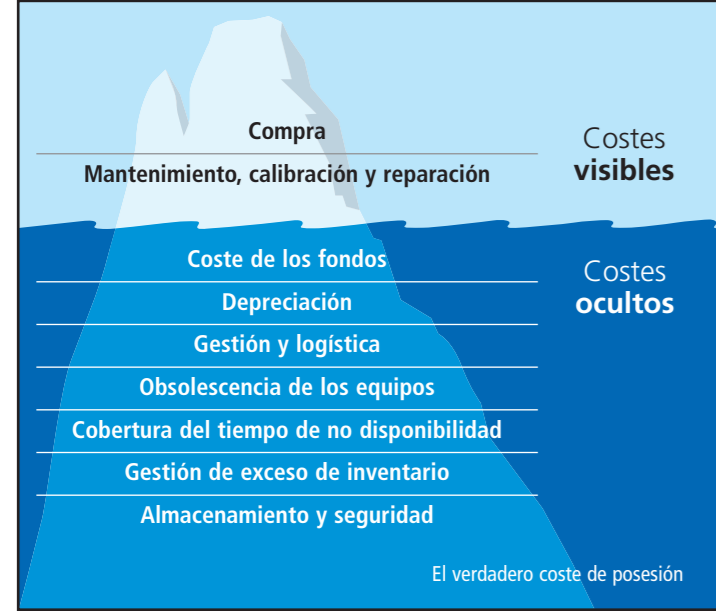 Compra
Mantenimiento, calibración y reparación
Costes
visibles
Coste de los fondos
Depreciación
Gestión y logística
Obsolescencia de los equipos
Cobertura del tiempo de no disponibilidad
Gestión de exceso de inventario
Almacenamiento y seguridad
Costes
ocultos
El verdadero coste de posesión